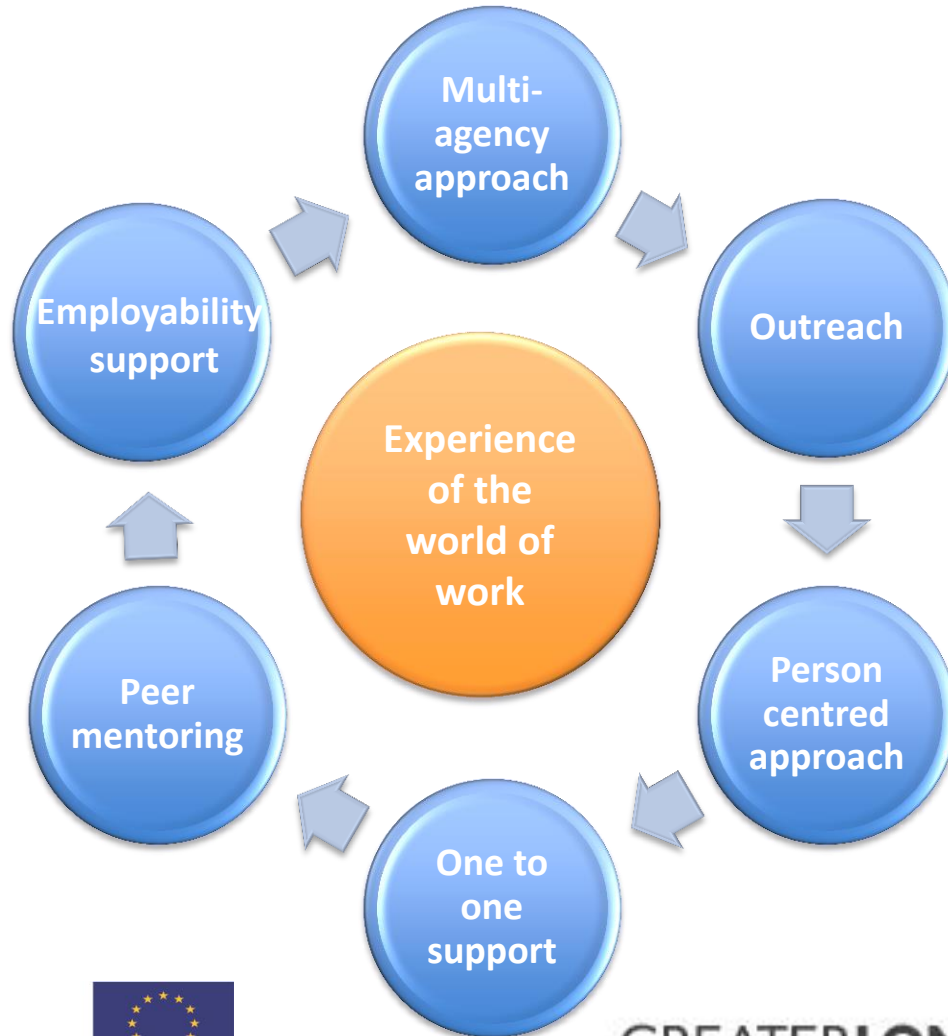 Multi-
agency
approach
Outreach
Person
centred
approach
One to
one
support
Peer
mentoring
Employability
support
Experience
of the
world of
work